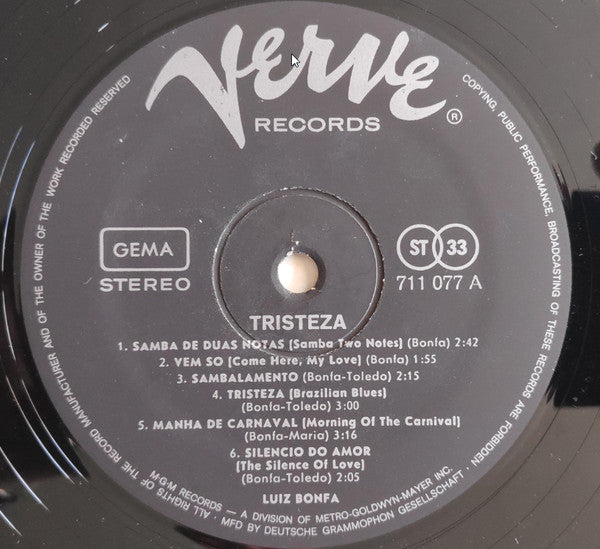 VERVE
RECORDS
®
GEMA
STEREO
ST 33
711 077 A
TRISTEZA
1. SAMBA DE DUAS NOTAS (Samba Two Notes) (Bonfa) 2:42
2. VEM SO (Come Here, My Love) (Bonfa) 1:55
3. SAMBALAMENTO (Bonfa-Toledo) 2:15
4. TRISTEZA (Brazilian Blues)
(Bonfa-Toledo) 3:00
5. MANHA DE CARNAVAL (Morning Of The Carnival)
(Bonfa-Maria) 3:16
6. SILENCIO DO AMOR
(The Silence Of Love)
(Bonfa-Toledo) 2:05
LUIZ BONFA
M·G·M RECORDS — A DIVISION OF METRO-GOLDWYN-MAYER INC.
ALL RIGHTS OF THE RECORD MANUFACTURER AND OF THE OWNER OF THE WORK RECORDED RESERVED
COPYING, PUBLIC PERFORMANCE, BROADCASTING OF THESE RECORDS ARE FORBIDDEN
· MFD BY DEUTSCHE GRAMMOPHON GESELLSCHAFT ·